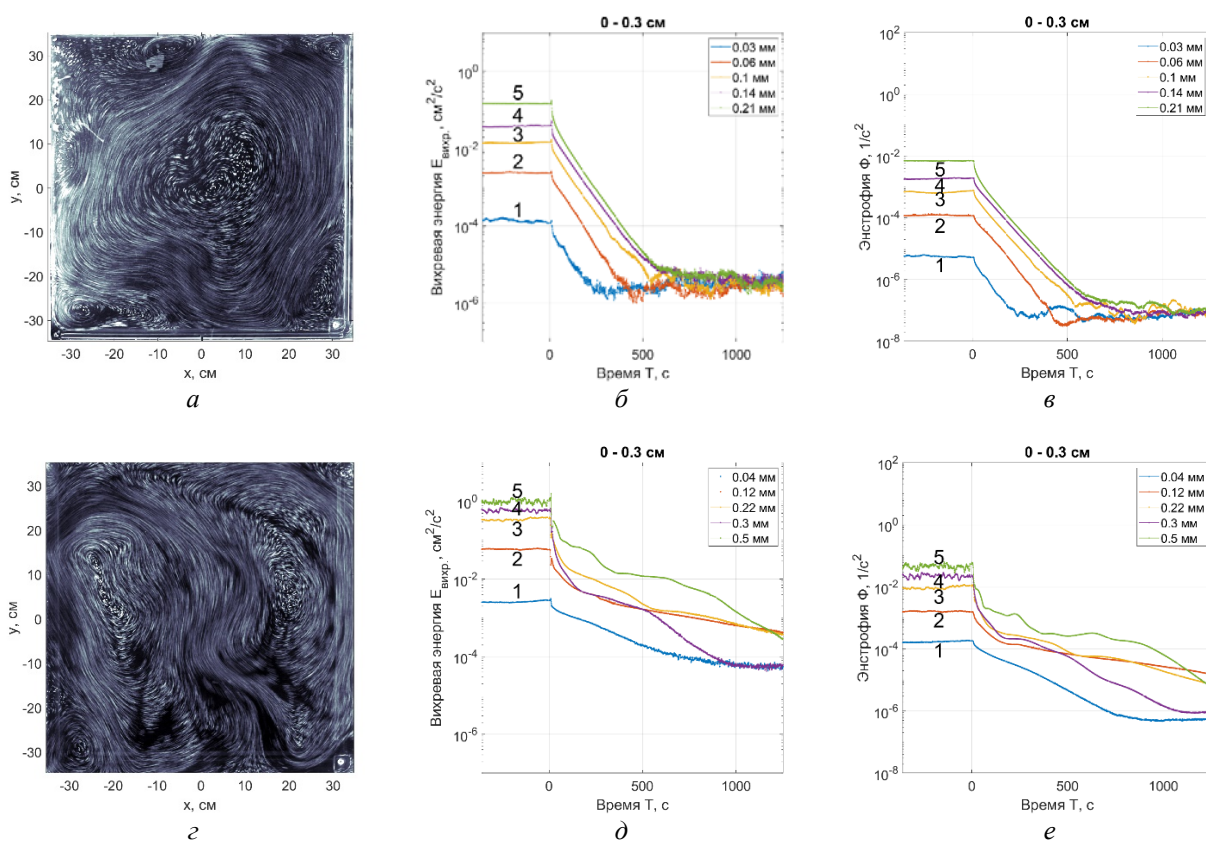 30
20
10
0
-10
-20
-30
y, см
-30 -20 -10 0 10 20 30
x, см
а
0 - 0.3 см
0.03 мм
0.06 мм
0.1 мм
0.14 мм
0.21 мм
10^0
10^-2
10^-4
10^-6
Вихревая энергия E_вихр., см^2/с^2
5
4
3
2
1
0 500 1000
Время T, с
б
0 - 0.3 см
0.03 мм
0.06 мм
0.1 мм
0.14 мм
0.21 мм
10^2
10^0
10^-2
10^-4
10^-6
10^-8
Энстрофия Ф, 1/с^2
5
4
3
2
1
0 500 1000
Время T, с
в
30
20
10
0
-10
-20
-30
y, см
-30 -20 -10 0 10 20 30
x, см
г
0 - 0.3 см
0.04 мм
0.12 мм
0.22 мм
0.3 мм
0.5 мм
10^0
10^-2
10^-4
10^-6
Вихревая энергия E_вихр., см^2/с^2
5
4
3
2
1
0 500 1000
Время T, с
д
0 - 0.3 см
0.04 мм
0.12 мм
0.22 мм
0.3 мм
0.5 мм
10^2
10^0
10^-2
10^-4
10^-6
10^-8
Энстрофия Ф, 1/с^2
5
4
3
2
1
0 500 1000
Время T, с
е